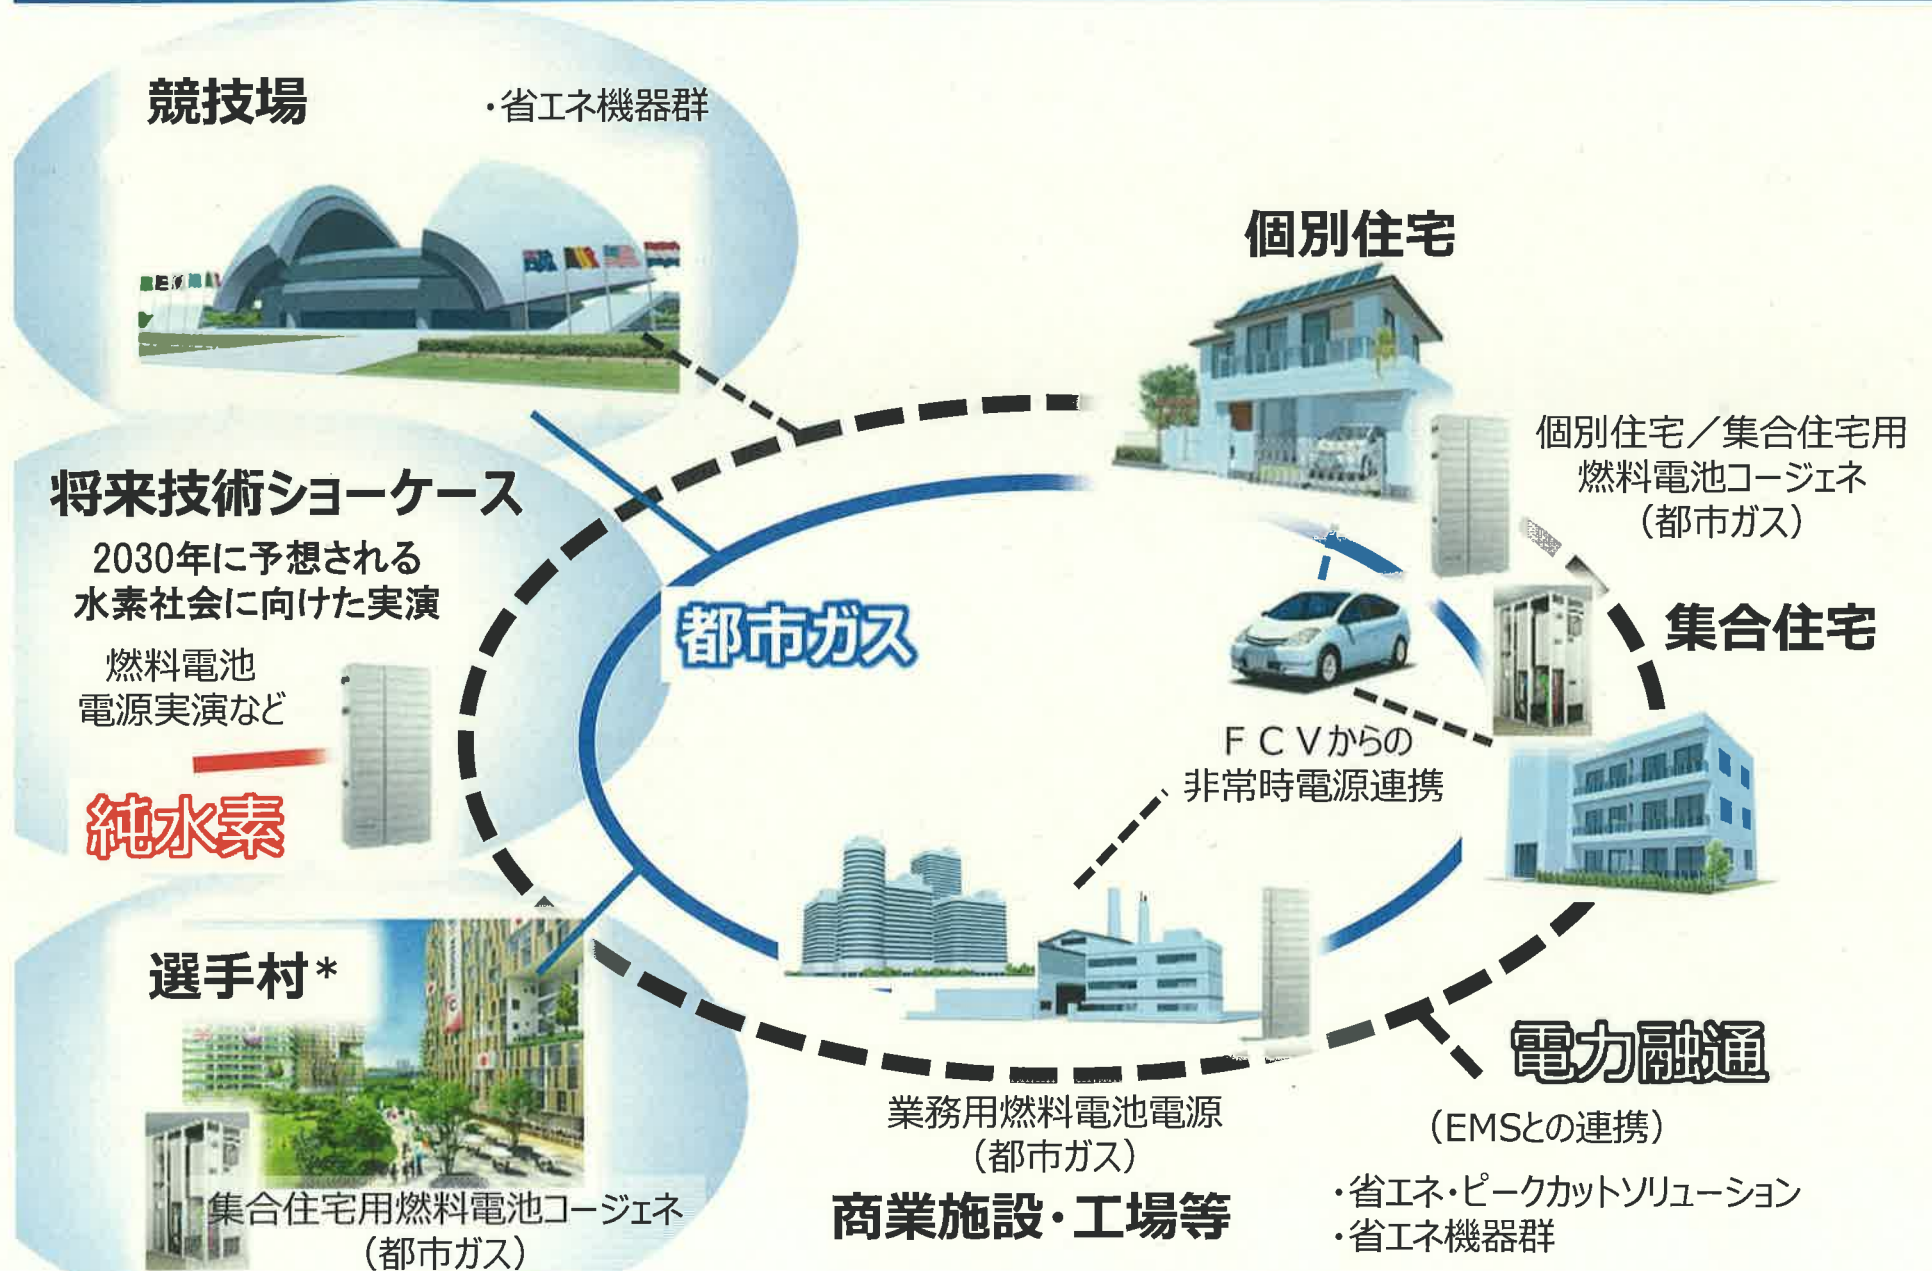 競技場
・省エネ機器群
個別住宅
個別住宅／集合住宅用
燃料電池コージェネ
（都市ガス）
将来技術ショーケース
2030年に予想される
水素社会に向けた実演
燃料電池
電源実演など
純水素
都市ガス
集合住宅
ＦＣＶからの
非常時電源連携
選手村*
集合住宅用燃料電池コージェネ
（都市ガス）
業務用燃料電池電源
（都市ガス）
商業施設・工場等
電力融通
（EMSとの連携）
・省エネ・ピークカットソリューション
・省エネ機器群